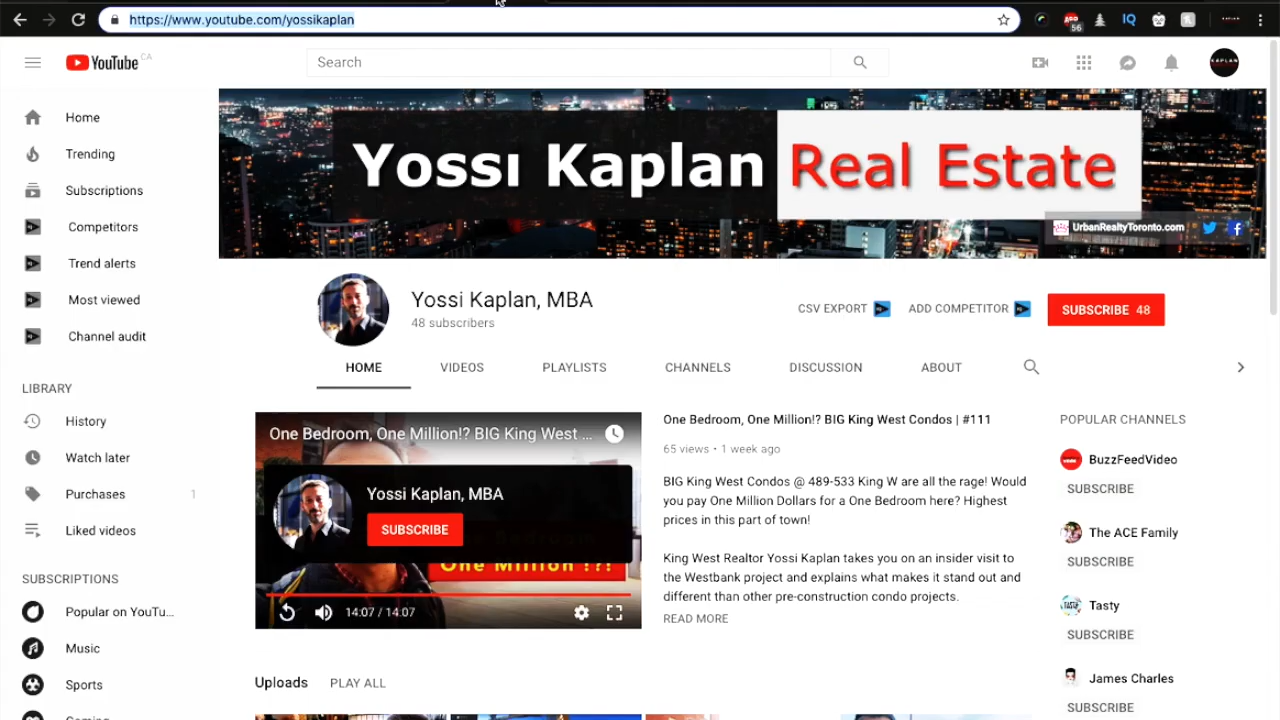 https://www.youtube.com/yossikaplan
56
IQ
YouTube CA
Search
KAPLAN
Home
Trending
Subscriptions
Competitors
Trend alerts
Most viewed
Channel audit
LIBRARY
History
Watch later
Purchases 1
Liked videos
SUBSCRIPTIONS
Popular on YouTu...
Music
Sports
Gaming
Yossi Kaplan Real Estate
UrbanRealtyToronto.com
Yossi Kaplan, MBA
48 subscribers
CSV EXPORT
ADD COMPETITOR
SUBSCRIBE 48
HOME
VIDEOS
PLAYLISTS
CHANNELS
DISCUSSION
ABOUT
One Bedroom, One Million!? BIG King West ...
Yossi Kaplan, MBA
SUBSCRIBE
One Bedroom
One Million !?!
14:07 / 14:07
One Bedroom, One Million!? BIG King West Condos | #111
65 views • 1 week ago
BIG King West Condos @ 489-533 King W are all the rage! Would
you pay One Million Dollars for a One Bedroom here? Highest
prices in this part of town!
King West Realtor Yossi Kaplan takes you on an insider visit to
the Westbank project and explains what makes it stand out and
different than other pre-construction condo projects.
READ MORE
POPULAR CHANNELS
BuzzFeedVideo
SUBSCRIBE
The ACE Family
SUBSCRIBE
Tasty
SUBSCRIBE
James Charles
SUBSCRIBE
Uploads
PLAY ALL